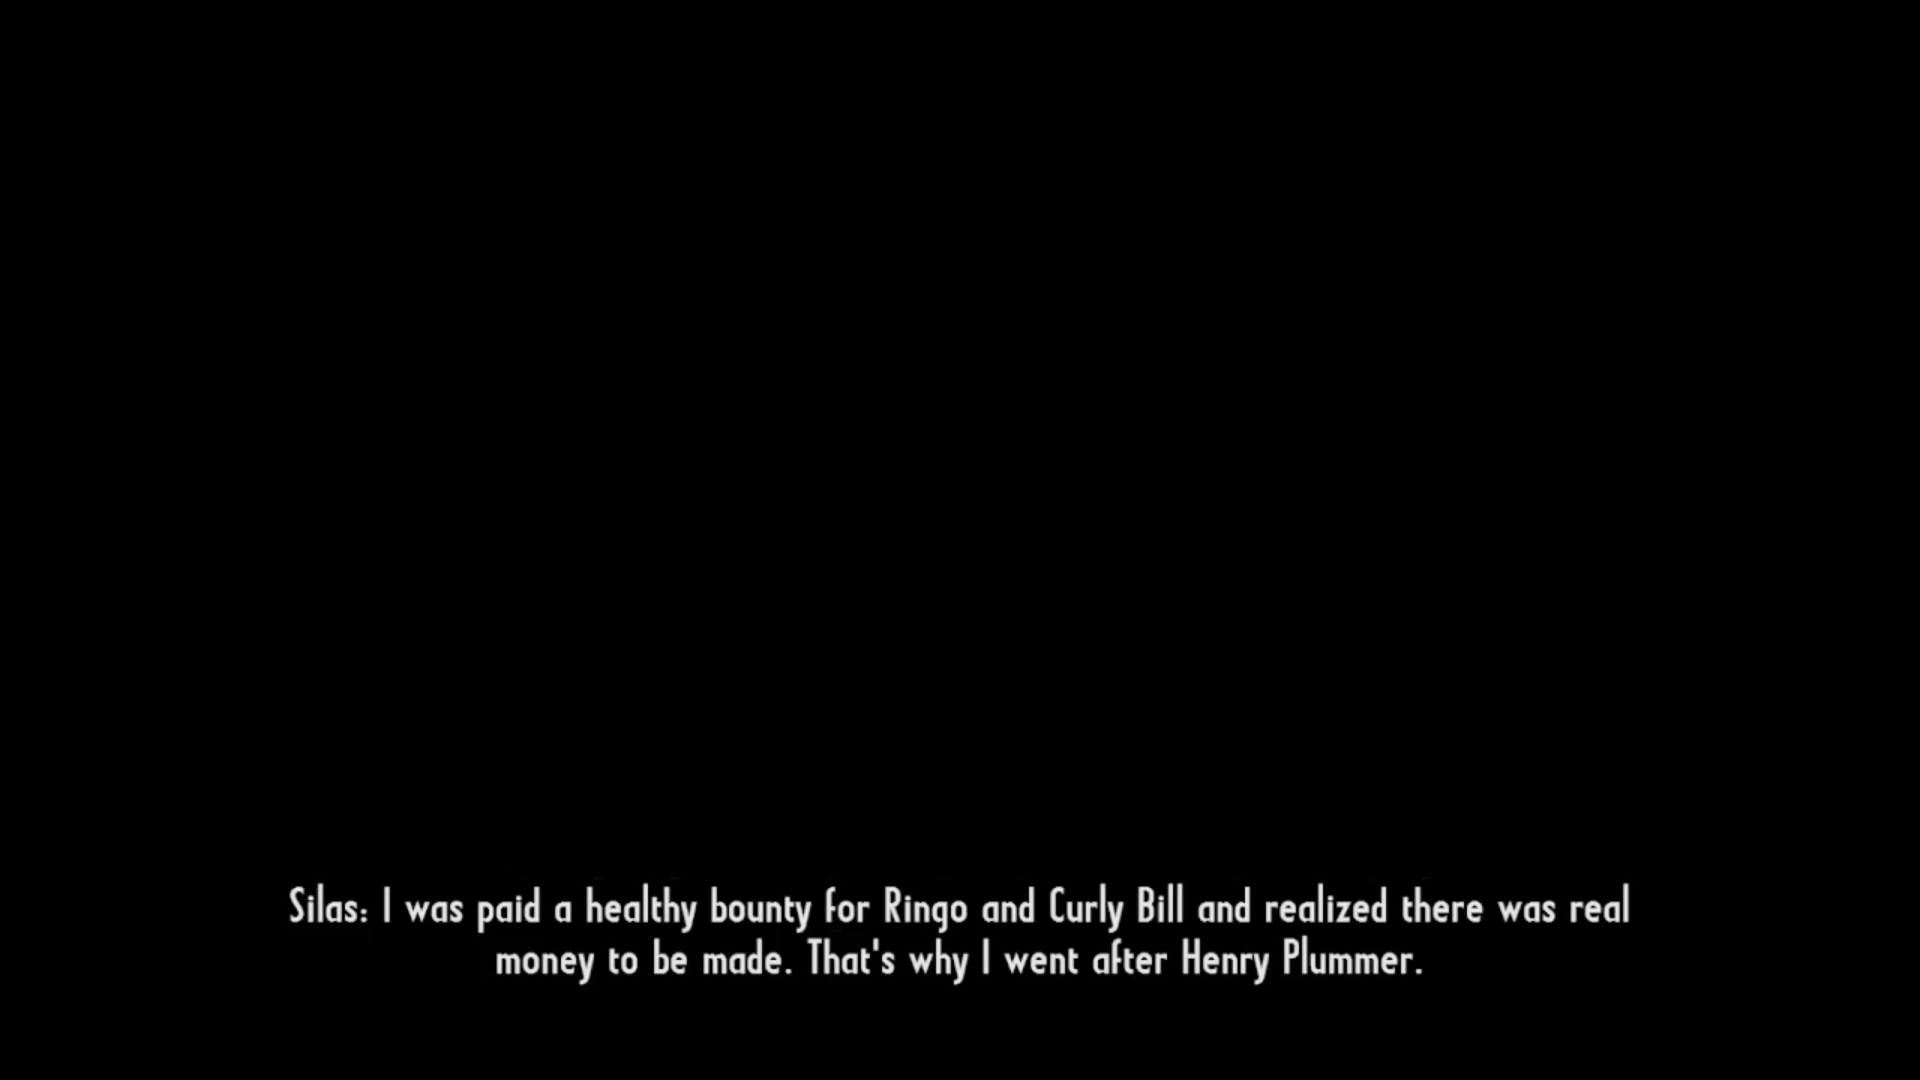 Silas: I was paid a healthy bounty for Ringo and Curly Bill and realized there was real
money to be made. That's why I went after Henry Plummer.